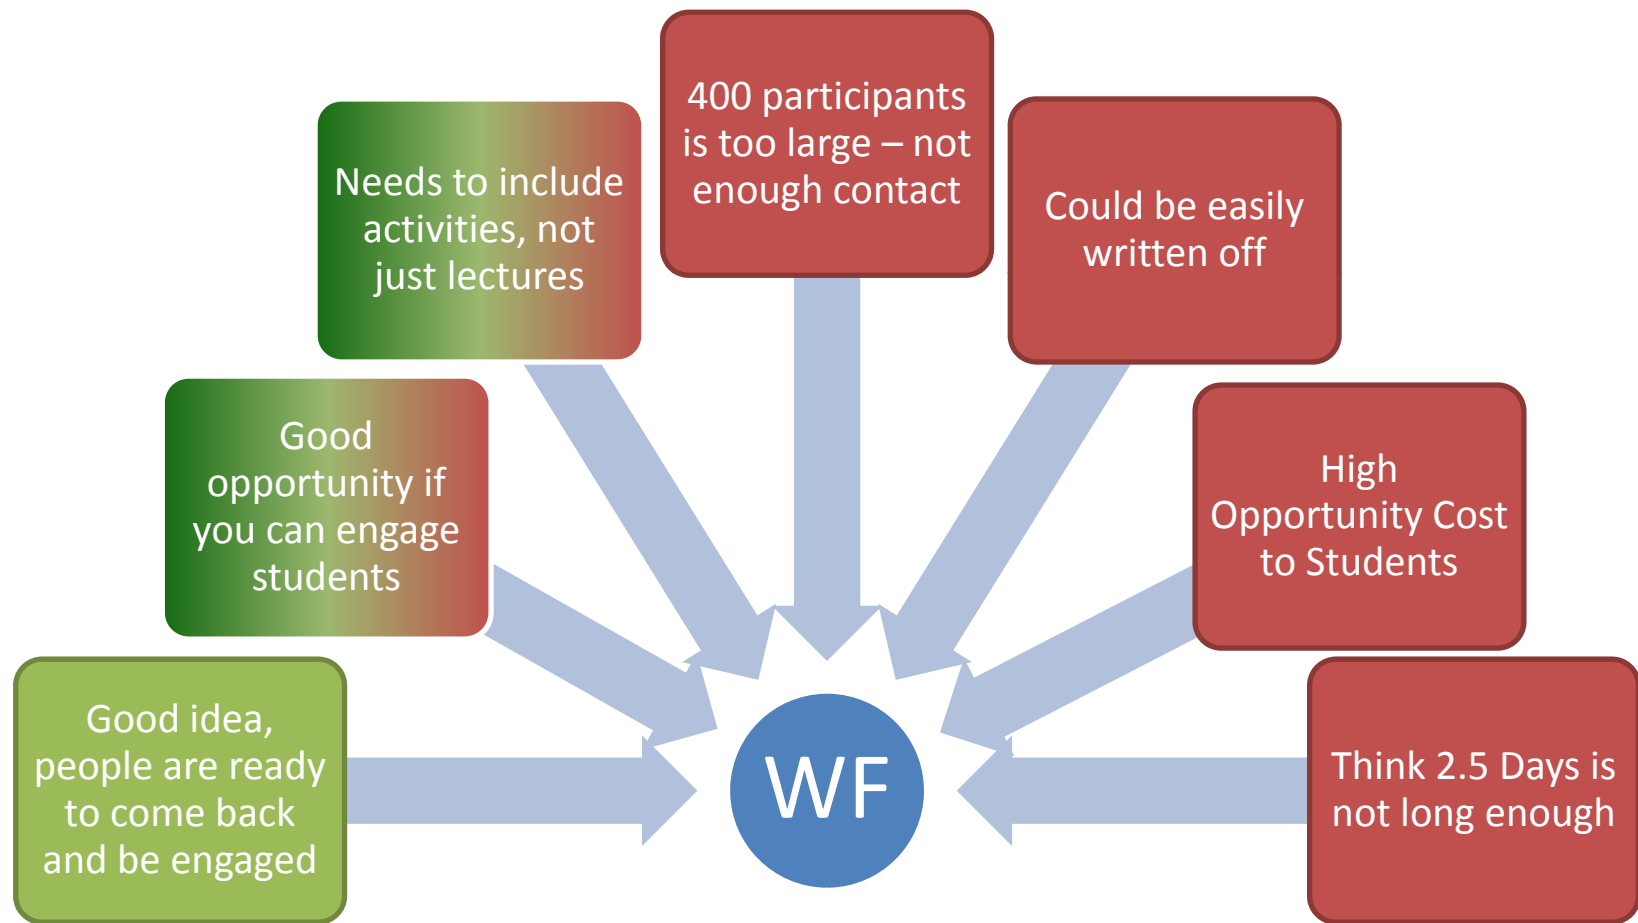 400 participants
is too large – not
enough contact
Needs to include
activities, not
just lectures
Could be easily
written off
Good
opportunity if
you can engage
students
High
Opportunity Cost
to Students
Good idea,
people are ready
to come back
and be engaged
WF
Think 2.5 Days is
not long enough